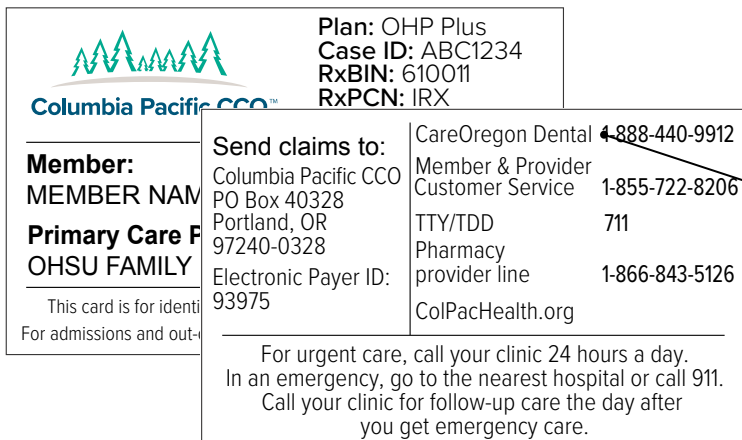 Columbia Pacific CCO™
Plan: OHP Plus
Case ID: ABC1234
RxBIN: 610011
RxPCN: IRX
Member:
MEMBER NAM
Primary Care P
OHSU FAMILY
This card is for identi
For admissions and out-
Send claims to:
Columbia Pacific CCO
PO Box 40328
Portland, OR
97240-0328
Electronic Payer ID:
93975
CareOregon Dental 1-888-440-9912
Member & Provider
Customer Service 1-855-722-8206
TTY/TDD 711
Pharmacy
provider line 1-866-843-5126
ColPacHealth.org
For urgent care, call your clinic 24 hours a day.
In an emergency, go to the nearest hospital or call 911.
Call your clinic for follow-up care the day after
you get emergency care.